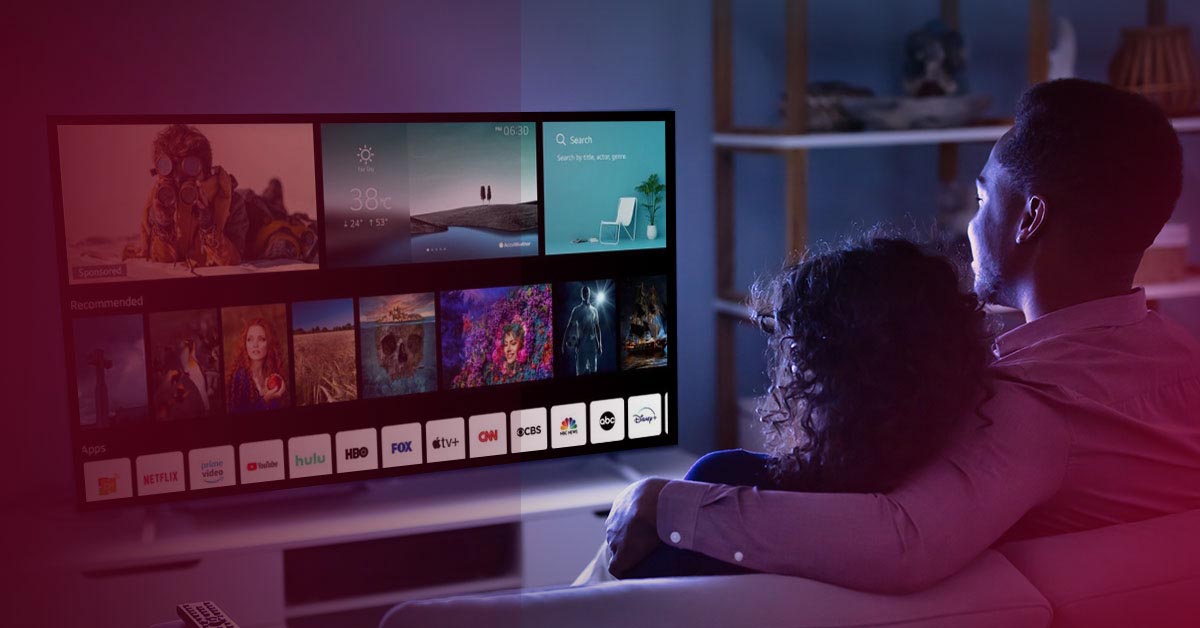 PM 06:30
Search
Search by title, actor, genre
38°C
↓24° ↑53°
AccuWeather
Sponsored
Recommended
Apps
NETFLIX
prime video
YouTube
hulu
HBO
FOX
tv+
CNN
CBS
NBC NEWS
abc
Disney+